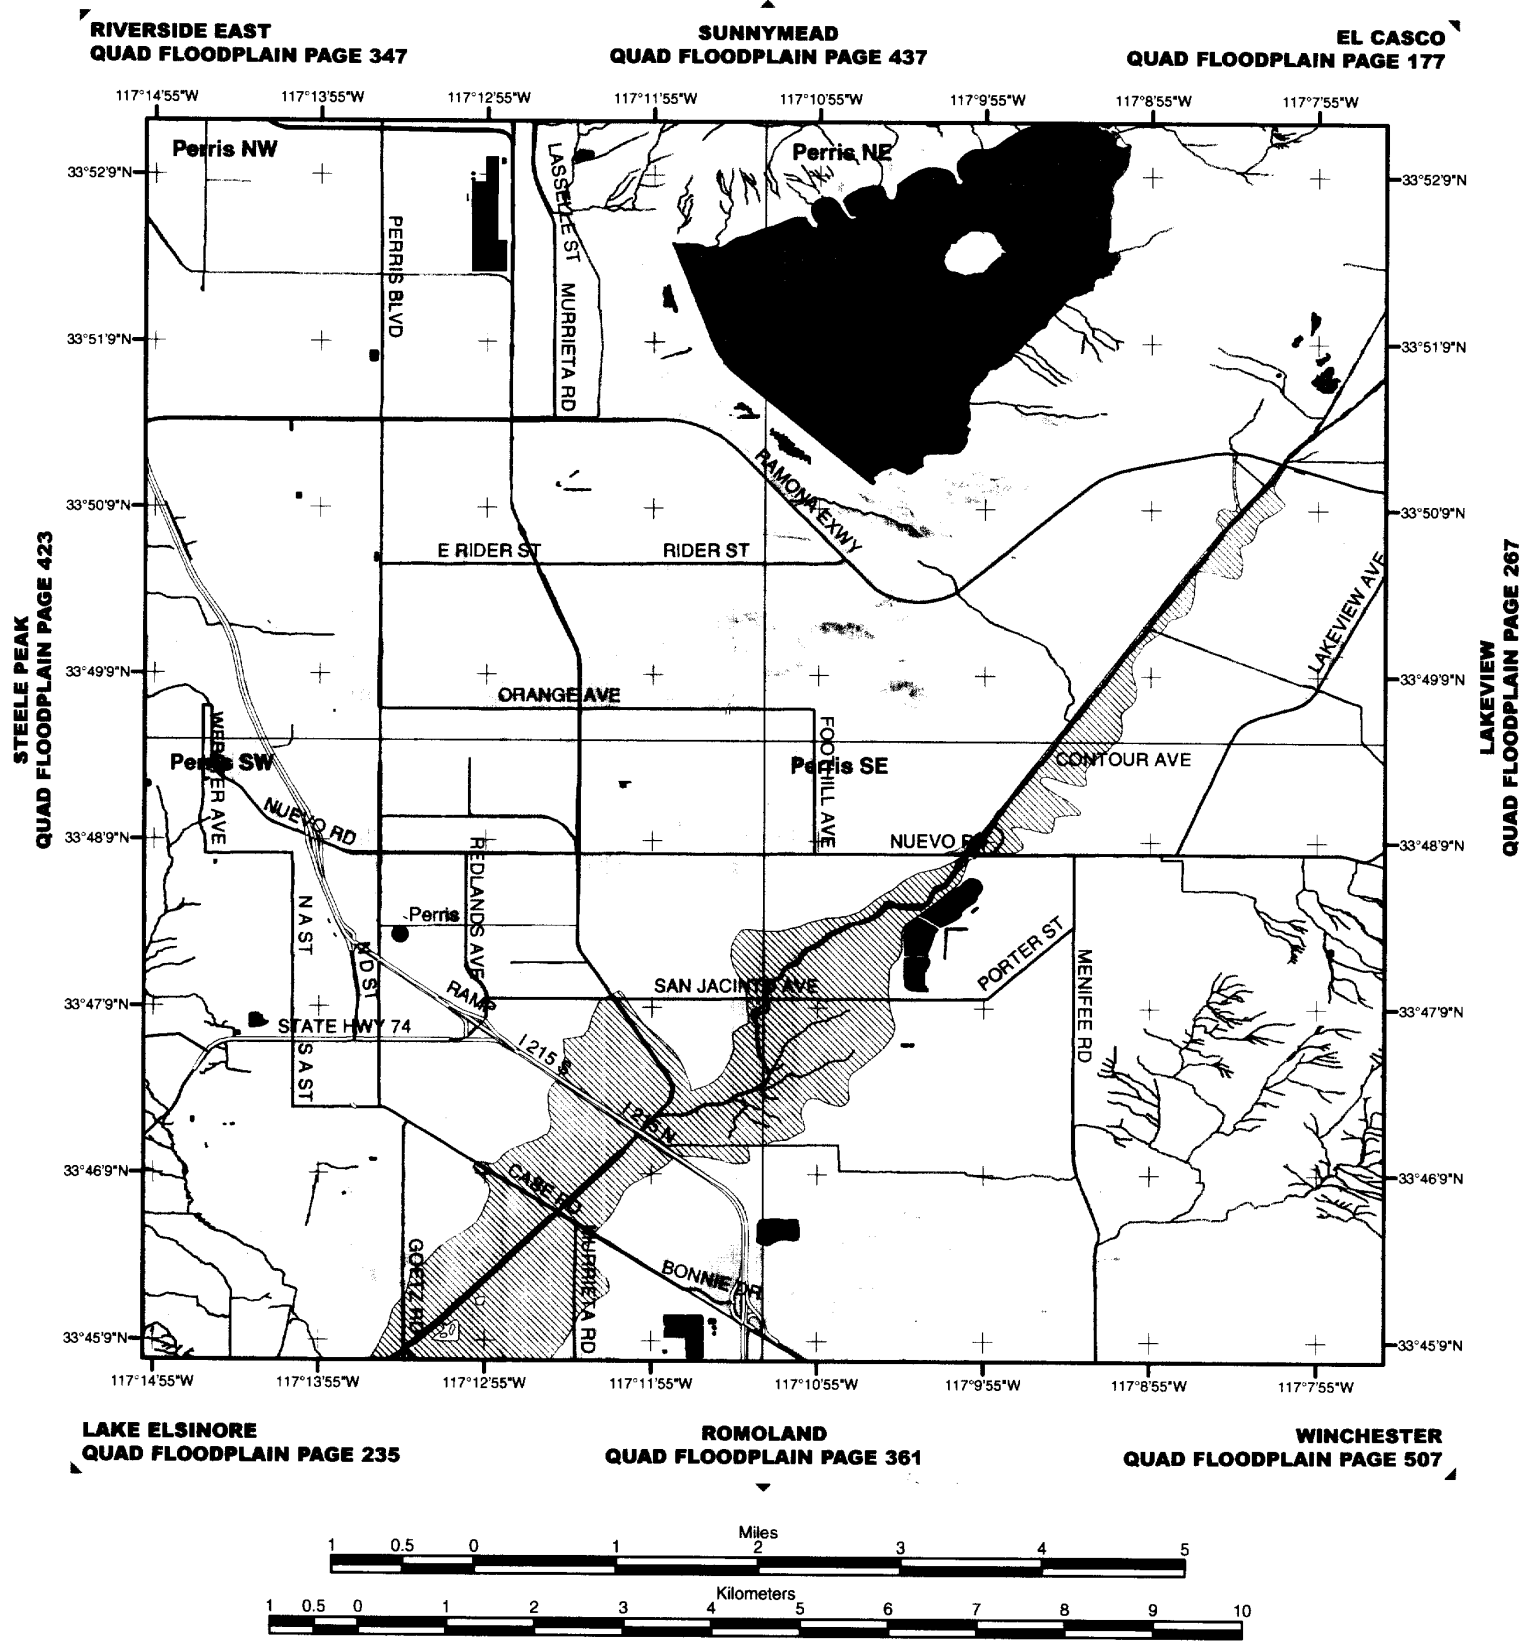 RIVERSIDE EAST
QUAD FLOODPLAIN PAGE 347
SUNNYMEAD
QUAD FLOODPLAIN PAGE 437
EL CASCO
QUAD FLOODPLAIN PAGE 177
117°14'55"W 117°13'55"W 117°12'55"W 117°11'55"W 117°10'55"W 117°9'55"W 117°8'55"W 117°7'55"W
Perris NW
Perris NE
33°52'9"N
33°52'9"N
LASSELLE ST
PERRIS BLVD
MURRIETA RD
33°51'9"N
33°51'9"N
RAMONA EXWY
33°50'9"N
33°50'9"N
E RIDER ST
RIDER ST
LAKEVIEW AVE
STEELE PEAK
QUAD FLOODPLAIN PAGE 423
LAKEVIEW
QUAD FLOODPLAIN PAGE 267
33°49'9"N
33°49'9"N
ORANGE AVE
WEBSTER AVE
FOOTHILL AVE
Perris SW
Perris SE
CONTOUR AVE
NUEVO RD
NUEVO RD
33°48'9"N
33°48'9"N
REDLANDS AVE
N A ST
Perris
N D ST
PORTER ST
MENIFEE RD
SAN JACINTO AVE
RAMP
33°47'9"N
33°47'9"N
STATE HWY 74
I 215 S
S A ST
I 215 N
33°46'9"N
33°46'9"N
CASE RD
GOETZ RD
MURRIETA RD
BONNIE DR
33°45'9"N
33°45'9"N
117°14'55"W 117°13'55"W 117°12'55"W 117°11'55"W 117°10'55"W 117°9'55"W 117°8'55"W 117°7'55"W
LAKE ELSINORE
QUAD FLOODPLAIN PAGE 235
ROMOLAND
QUAD FLOODPLAIN PAGE 361
WINCHESTER
QUAD FLOODPLAIN PAGE 507
Miles
1 0.5 0 1 2 3 4 5
Kilometers
1 0.5 0 1 2 3 4 5 6 7 8 9 10